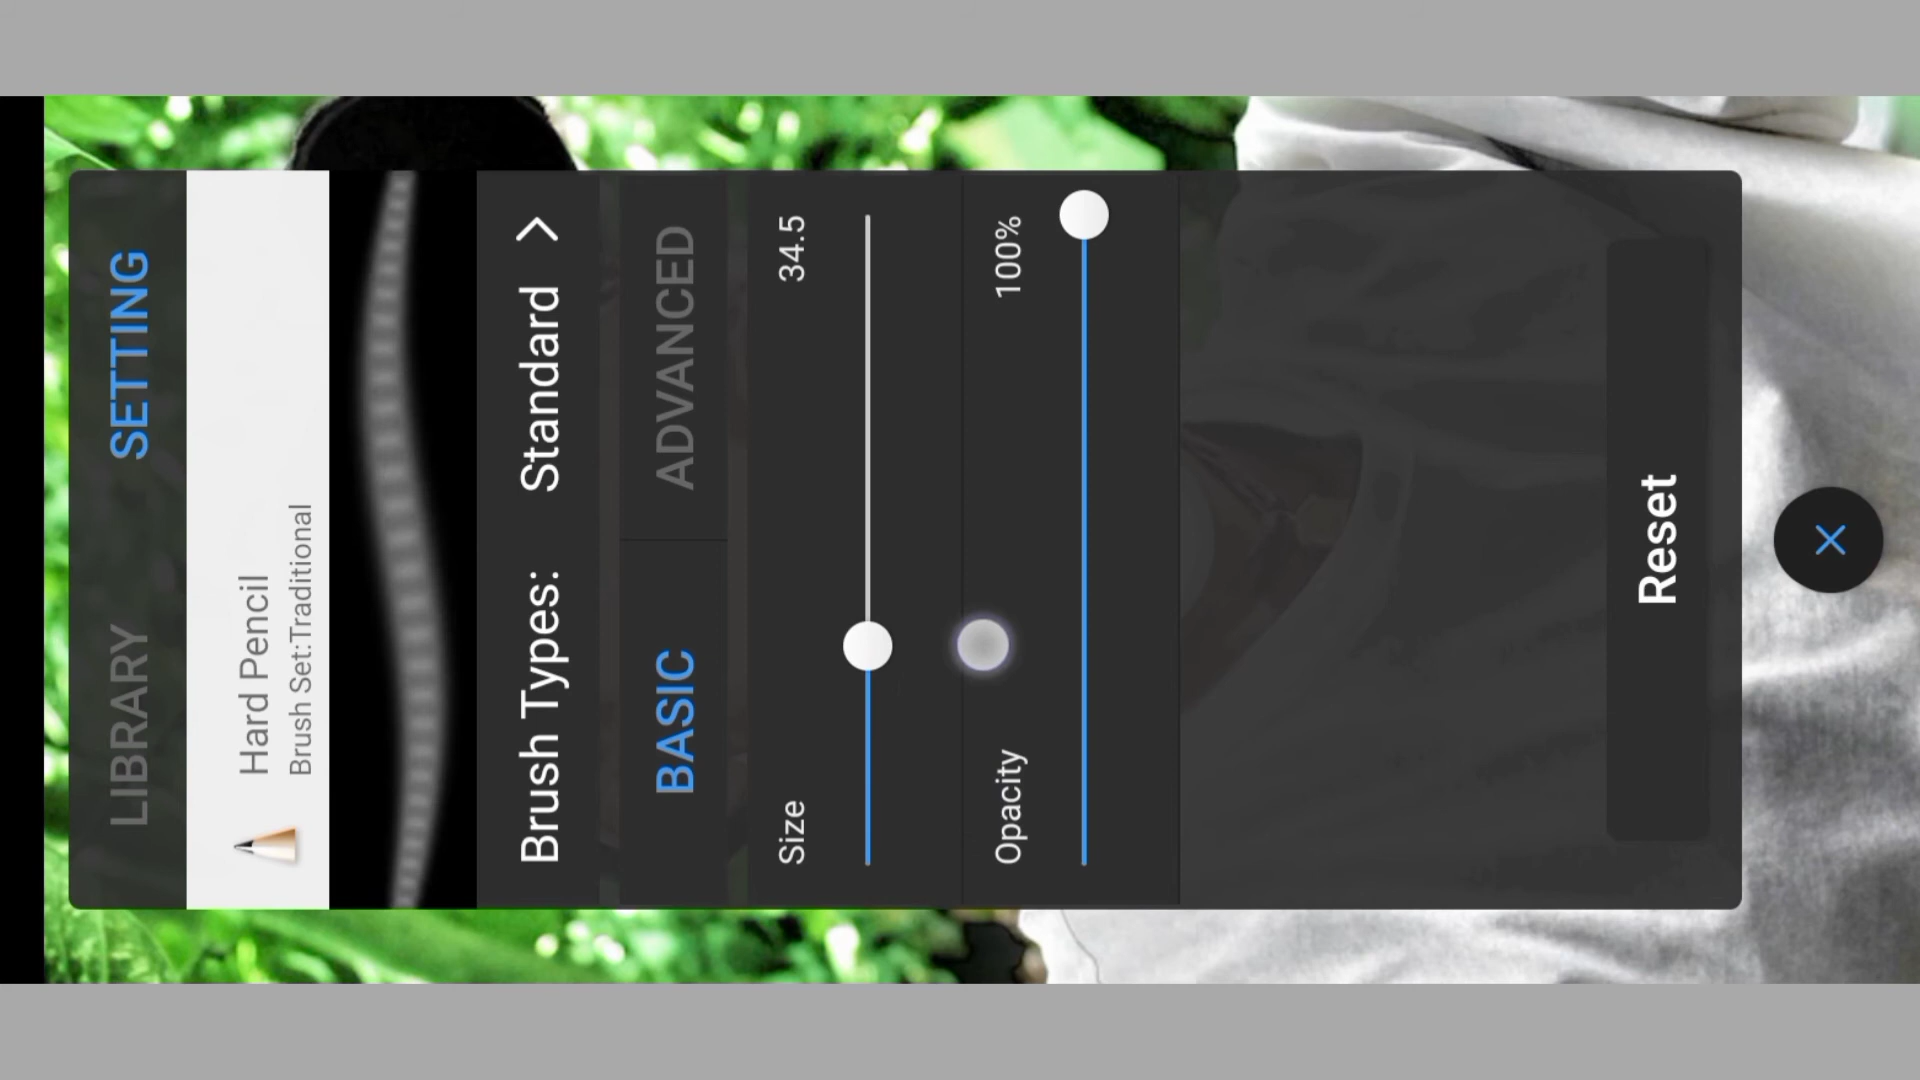 LIBRARY SETTING
Hard Pencil
Brush Set:Traditional
Brush Types: Standard
BASIC ADVANCED
Size 34.5
Opacity 100%
Reset